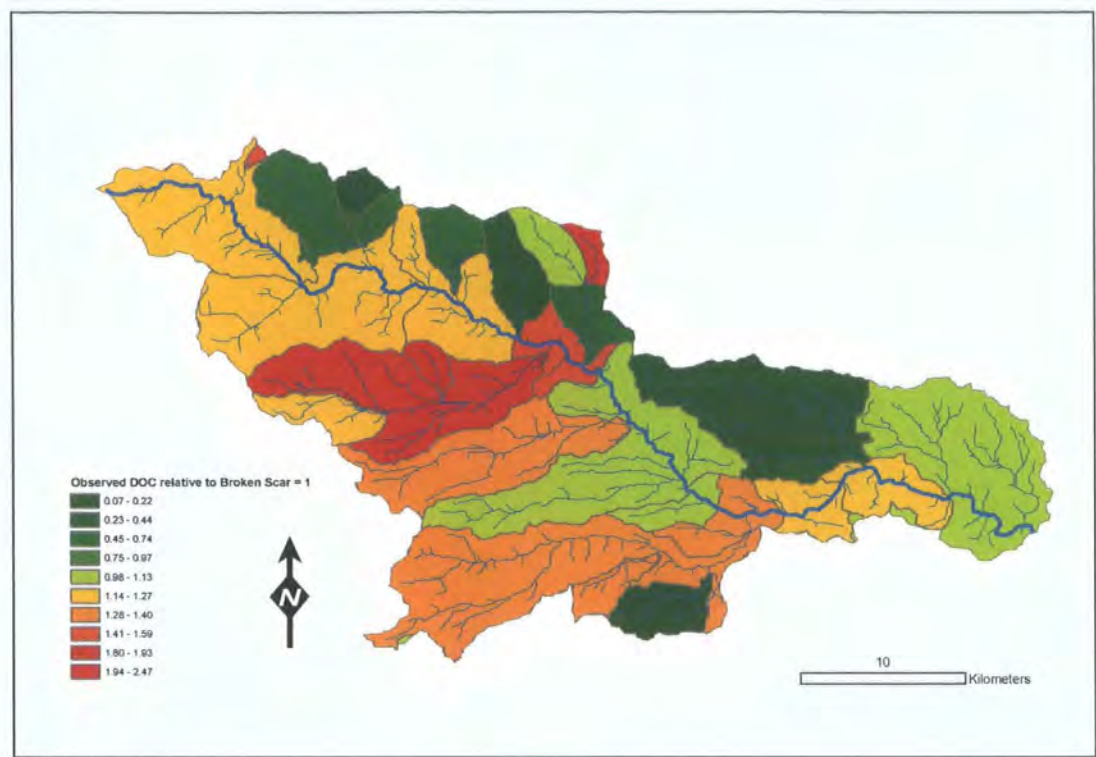 Observed DOC relative to Broken Scar = 1
0.07 - 0.22
0.23 - 0.44
0.45 - 0.74
0.75 - 0.97
0.98 - 1.13
1.14 - 1.27
1.28 - 1.40
1.41 - 1.59
1.60 - 1.93
1.94 - 2.47
N
10
Kilometers